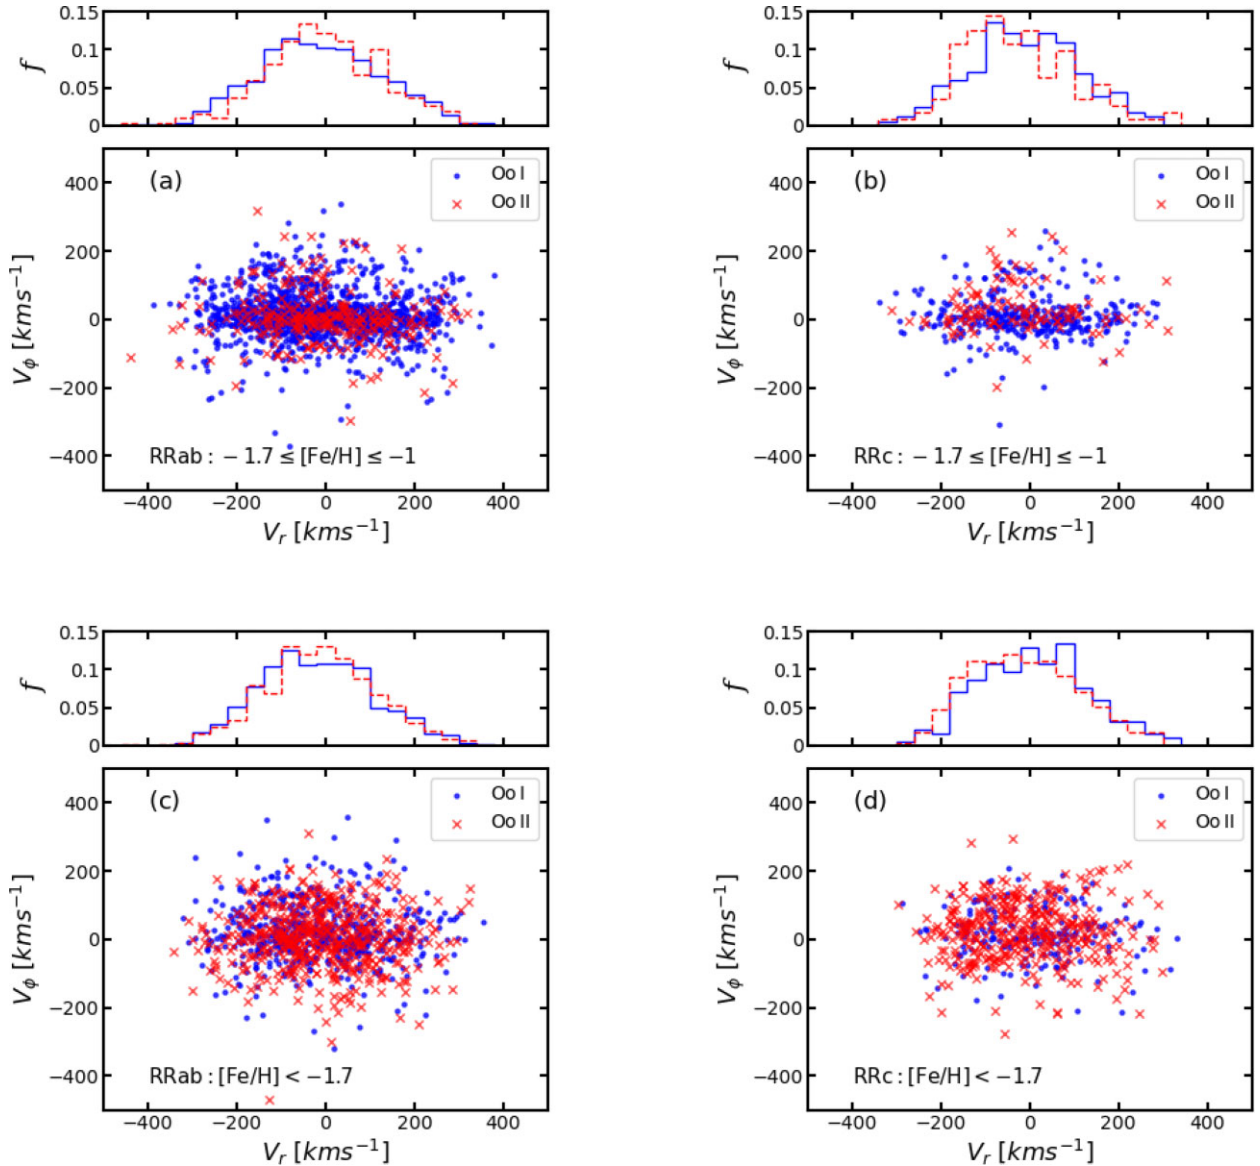 0.15
0.1
0.05
0
f
400
200
0
−200
−400
V_ϕ [kms⁻¹]
(a)
Oo I
Oo II
RRab : − 1.7 ≤ [Fe/H] ≤ −1
−400 −200 0 200 400
V_r [kms⁻¹]
0.15
0.1
0.05
0
f
400
200
0
−200
−400
V_ϕ [kms⁻¹]
(b)
Oo I
Oo II
RRc : − 1.7 ≤ [Fe/H] ≤ −1
−400 −200 0 200 400
V_r [kms⁻¹]
0.15
0.1
0.05
0
f
400
200
0
−200
−400
V_ϕ [kms⁻¹]
(c)
Oo I
Oo II
RRab : [Fe/H] < −1.7
−400 −200 0 200 400
V_r [kms⁻¹]
0.15
0.1
0.05
0
f
400
200
0
−200
−400
V_ϕ [kms⁻¹]
(d)
Oo I
Oo II
RRc : [Fe/H] < −1.7
−400 −200 0 200 400
V_r [kms⁻¹]